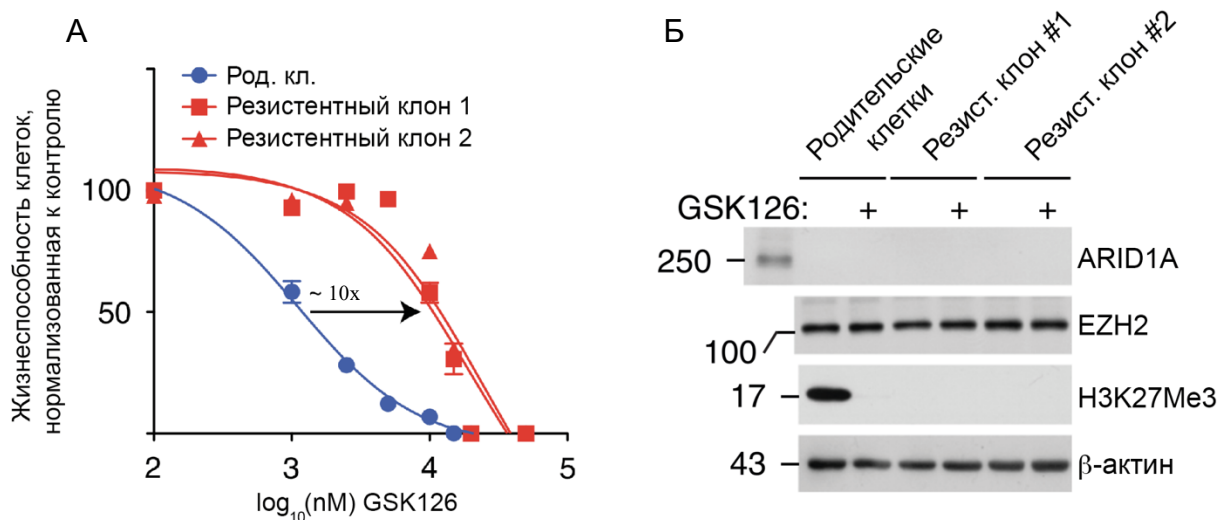 А
Жизнеспособность клеток,
нормализованная к контролю
Род. кл.
Резистентный клон 1
Резистентный клон 2
100
50
~ 10x
2
3
4
5
log10(nM) GSK126
Б
Родительские
клетки
Резист. клон #1
Резист. клон #2
GSK126:
+
+
+
250
ARID1A
EZH2
100
17
H3K27Me3
43
β-актин